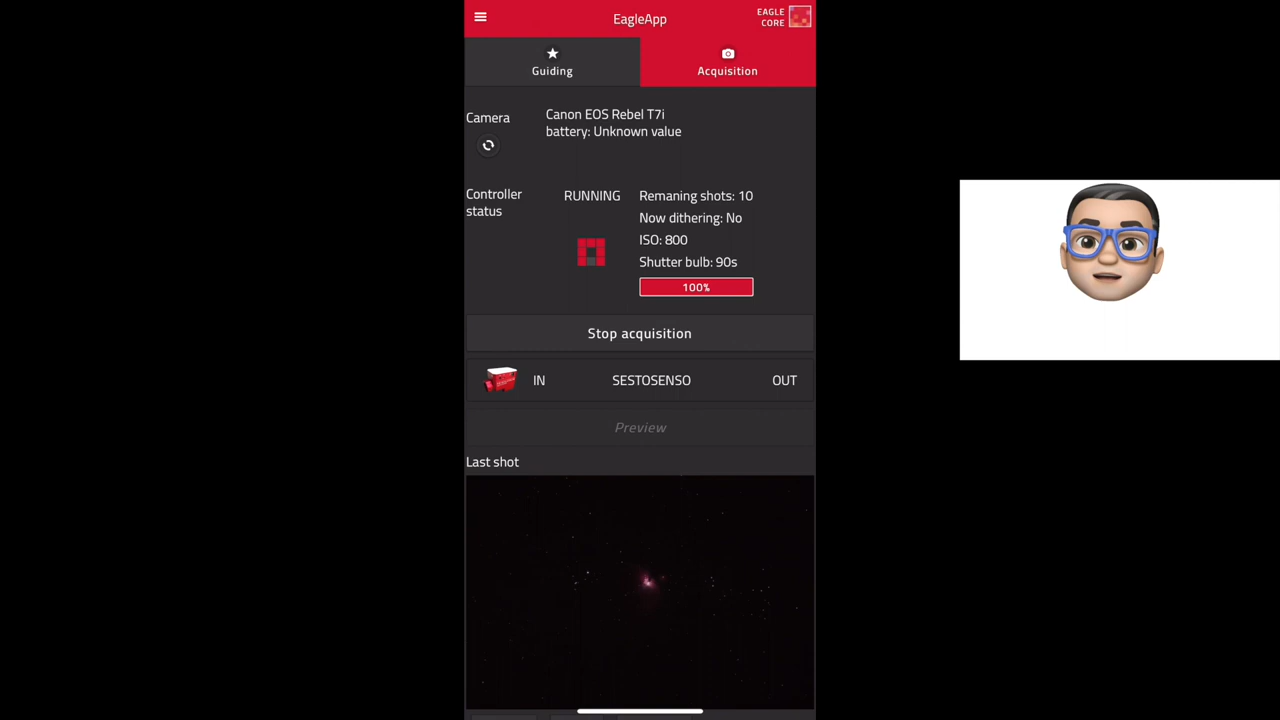 EagleApp
EAGLE
CORE
Guiding
Acquisition
Camera
Canon EOS Rebel T7i
battery: Unknown value
Controller
status
RUNNING
Remaning shots: 10
Now dithering: No
ISO: 800
Shutter bulb: 90s
100%
Stop acquisition
IN SESTOSENSO OUT
Preview
Last shot